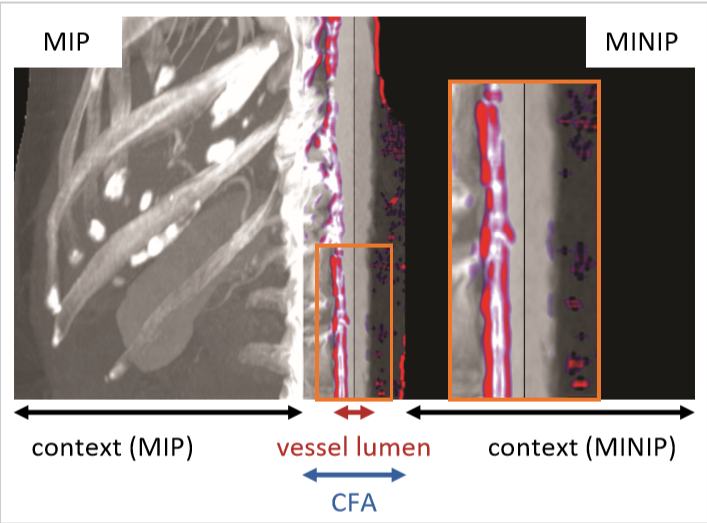 MIP
MINIP
context (MIP)
vessel lumen
context (MINIP)
CFA